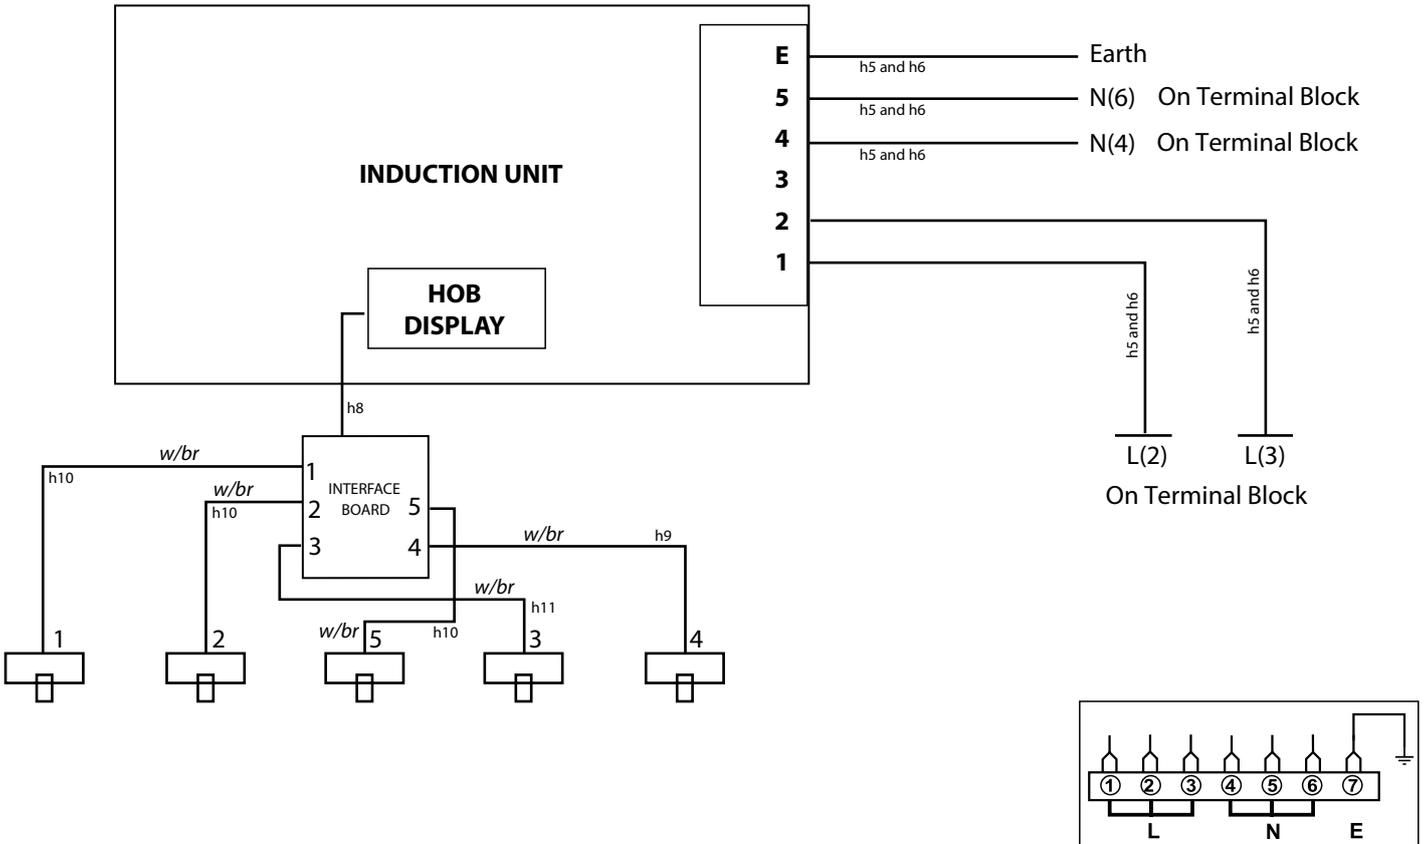 E
h5 and h6
Earth
5
h5 and h6
N(6) On Terminal Block
4
h5 and h6
N(4) On Terminal Block
INDUCTION UNIT
3
2
1
HOB
DISPLAY
h5 and h6
h5 and h6
h8
L(2)
L(3)
On Terminal Block
w/br
h10
1
w/br
h10
2
INTERFACE
BOARD
5
3
4
w/br
h9
w/br
h11
w/br
h10
1
2
5
3
4
1 2 3 4 5 6 7
L N E